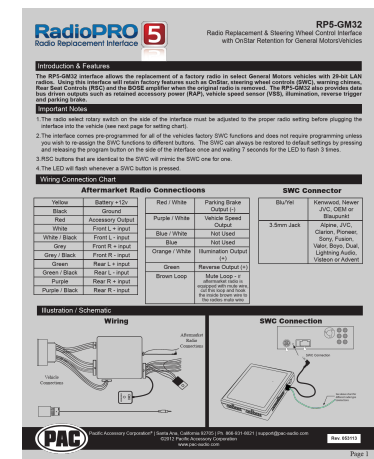 RadioPRO 5
Radio Replacement Interface
RP5-GM32
Radio Replacement & Steering Wheel Control Interface
with OnStar Retention for General MotorsVehicles
Introduction & Features
The RP5-GM32 interface allows the replacement of a factory radio in select General Motors vehicles with 29-bit LAN
radios. Using this interface will retain factory features such as OnStar, steering wheel controls (SWC), warning chimes,
Rear Seat Controls (RSC) and the BOSE amplifier when the original radio is removed. The RP5-GM32 also provides data
bus driven outputs such as retained accessory power (RAP), vehicle speed sensor (VSS), illumination, reverse trigger
and parking brake.
Important Notes
1.The radio select rotary switch on the side of the interface must be adjusted to the proper radio setting before plugging the
interface into the vehicle (see next page for setting chart).
2.The interface comes pre-programmed for all of the vehicles factory SWC functions and does not require programming unless
you wish to re-assign the SWC functions to different buttons. The SWC can always be restored to default settings by pressing
and releasing the program button on the side of the interface once and waiting 7 seconds for the LED to flash 3 times.
3.RSC buttons that are identical to the SWC will mimic the SWC one for one.
4.The LED will flash whenever a SWC button is pressed.
Wiring Connection Chart
Aftermarket Radio Connectioons
Yellow Battery +12v
Black Ground
Red Accessory Output
White Front L + input
White / Black Front L - input
Grey Front R + input
Grey / Black Front R - input
Green Rear L + input
Green / Black Rear L - input
Purple Rear R + input
Purple / Black Rear R - input
Red / White Parking Brake
Output (-)
Purple / White Vehicle Speed
Output
Blue / White Not Used
Blue Not Used
Orange / White Illumination Output
(+)
Green Reverse Output (+)
Brown Loop Mute Loop - If
aftermarket radio is
equipped with mute wire,
cut this loop and hook
the inside brown wire to
the radios mute wire
SWC Connector
Blu/Yel Kenwood, Newer
JVC, OEM or
Blaupunkt
3.5mm Jack Alpine, JVC,
Clarion, Pioneer,
Sony, Fusion,
Valor, Boyo, Dual,
Lightning Audio,
Visteon or Advent
Illustration / Schematic
Wiring
Aftermarket
Radio
Connections
Vehicle
Connections
SWC Connection
SWC Connection
PAC
Pacific Accessory Corporation® | Santa Ana, California 92705 | Ph. 866-931-8021 | support@pac-audio.com
©2012 Pacific Accessory Corporation
www.pac-audio.com
Rev. 053113
Page 1